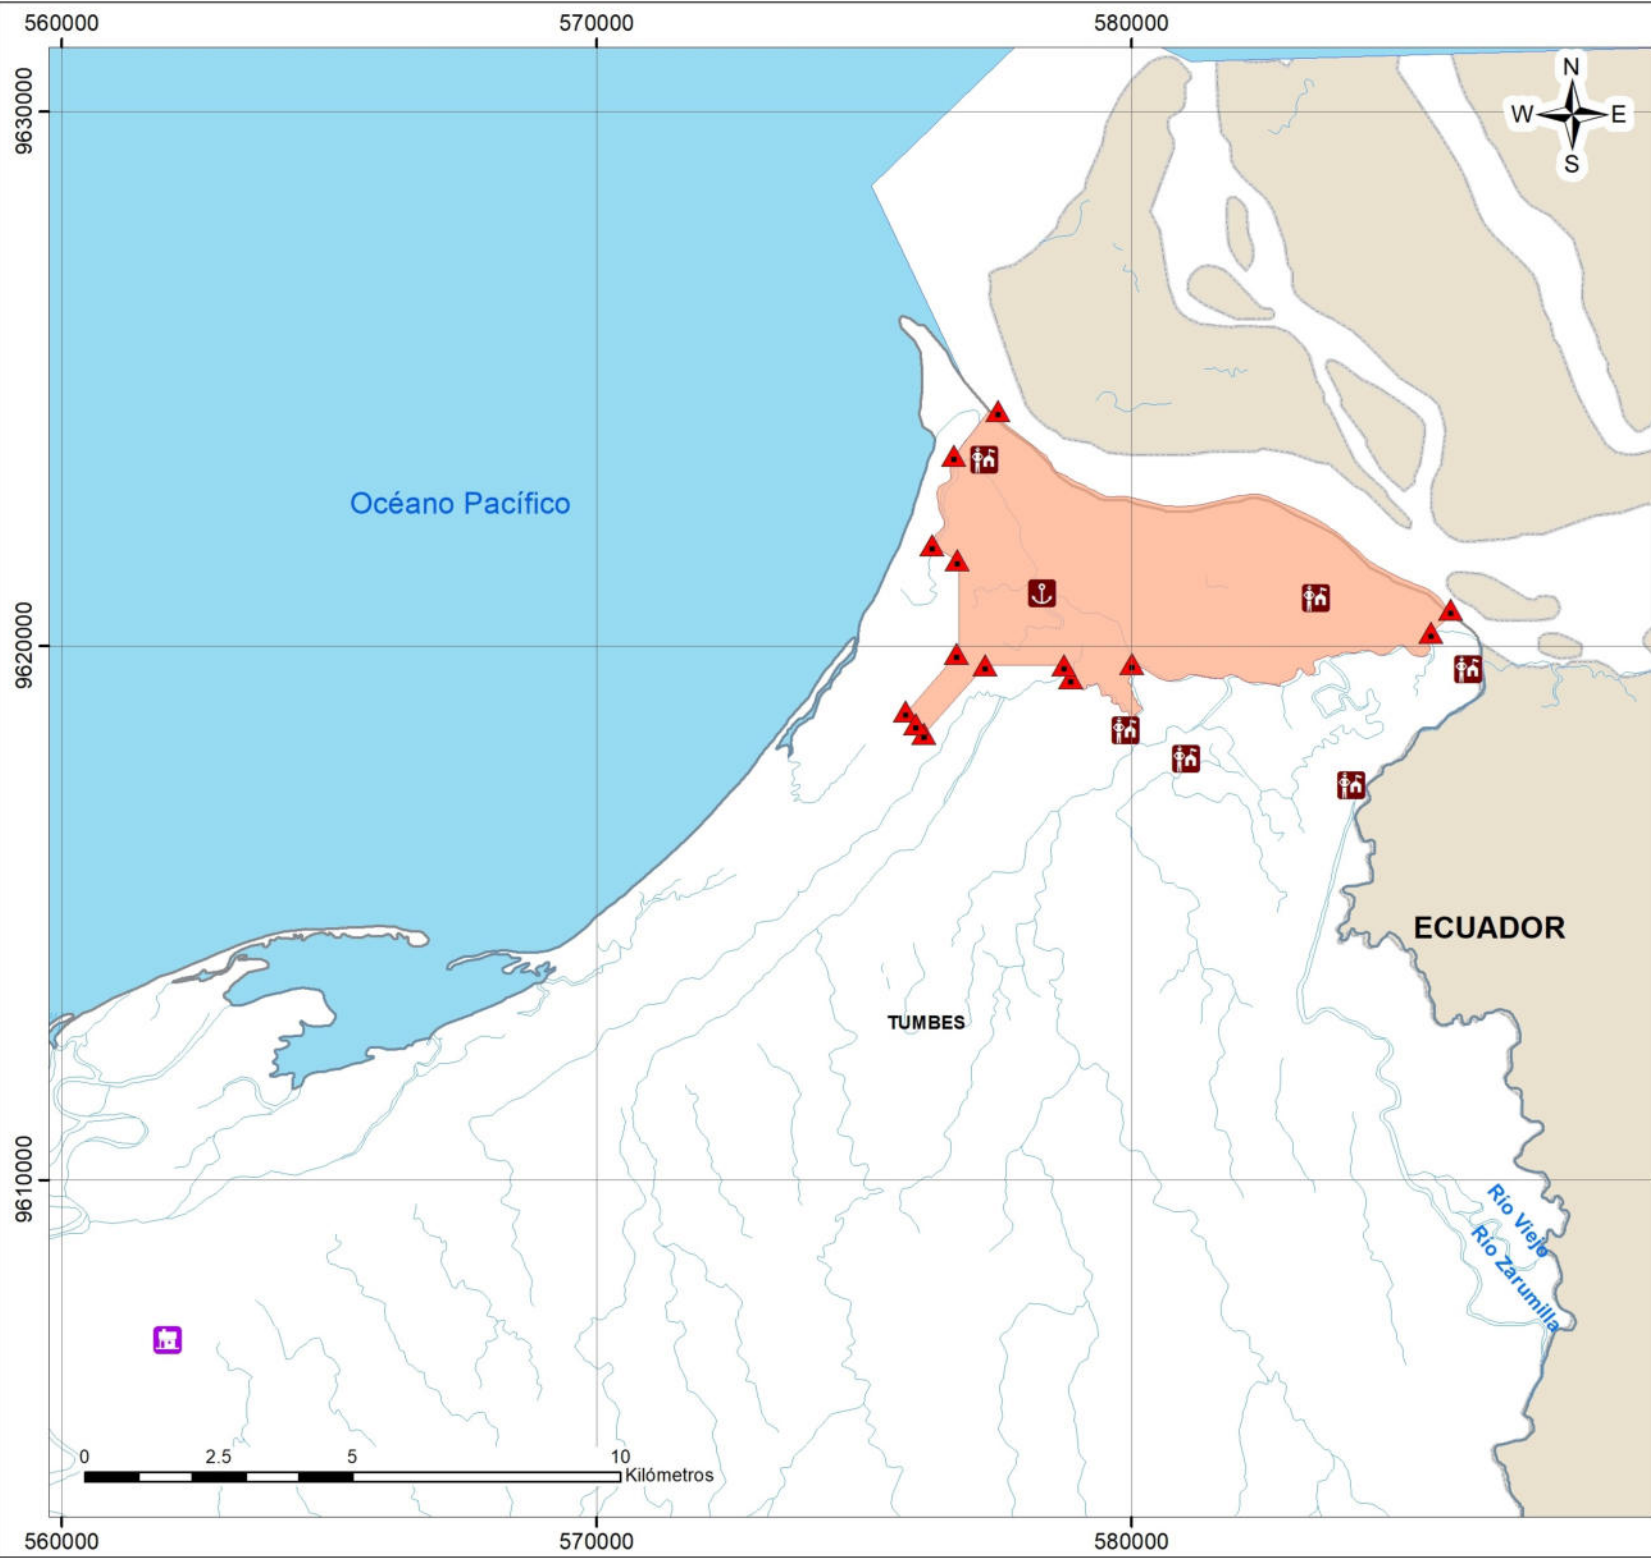 560000 570000 580000
9630000
N
W E
S
Océano Pacífico
9620000
ECUADOR
TUMBES
9610000
Río Viejo
Río Zarumilla
0 2.5 5 10
Kilómetros
560000 570000 580000